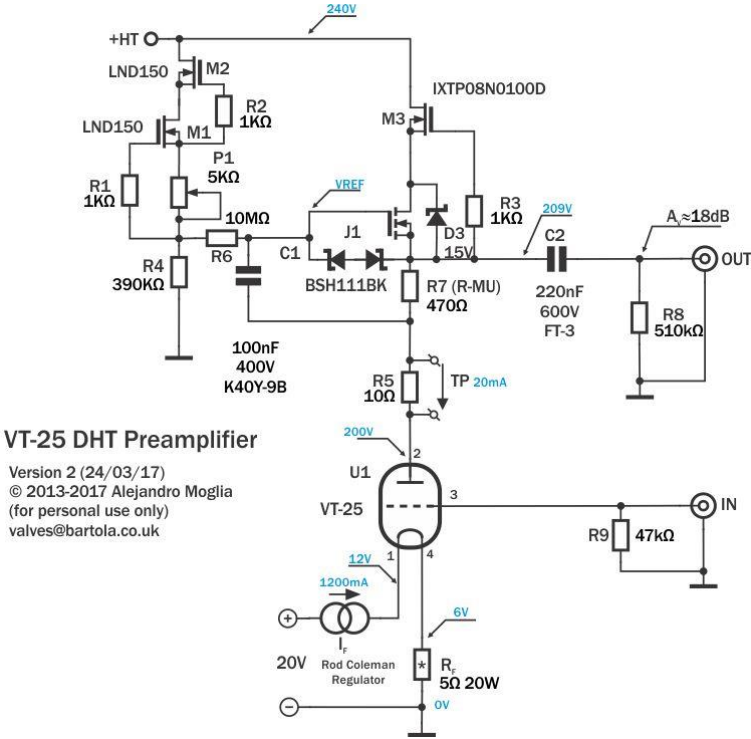 240V
+HT
LND150
M2
IXTP08N0100D
R2
1KΩ
M3
LND150
M1
P1
5KΩ
R1
1KΩ
VREF
R3
1KΩ
209V
Aᵥ≈18dB
10MΩ
J1
D3
15V
C2
OUT
R6
C1
R4
390KΩ
BSH111BK
R7 (R-MU)
470Ω
220nF
600V
FT-3
R8
510kΩ
100nF
400V
K40Y-9B
R5
10Ω
TP 20mA
VT-25 DHT Preamplifier
200V
2
Version 2 (24/03/17)
© 2013-2017 Alejandro Moglia
(for personal use only)
valves@bartola.co.uk
U1
VT-25
3
IN
R9
47kΩ
1
4
12V
1200mA
+
6V
I_F
20V
Rod Coleman
Regulator
*
R_F
5Ω 20W
−
0V